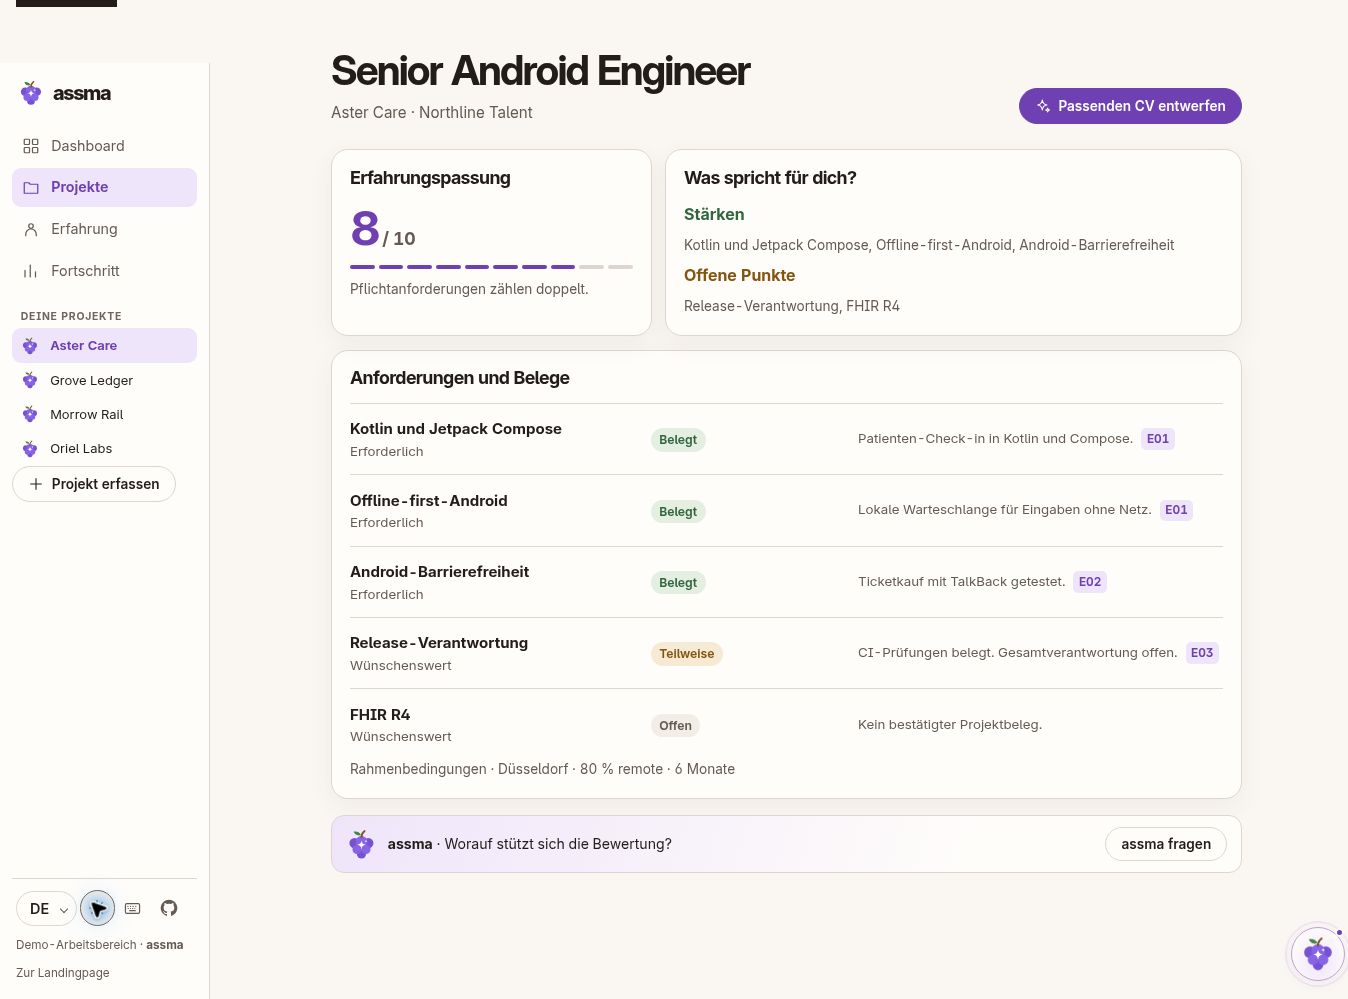 assma
Dashboard
Projekte
Erfahrung
Fortschritt
DEINE PROJEKTE
Aster Care
Grove Ledger
Morrow Rail
Oriel Labs
Projekt erfassen
DE
Demo-Arbeitsbereich · assma
Zur Landingpage
Senior Android Engineer
Aster Care · Northline Talent
Passenden CV entwerfen
Erfahrungspassung
8 / 10
Pflichtanforderungen zählen doppelt.
Was spricht für dich?
Stärken
Kotlin und Jetpack Compose, Offline-first-Android, Android-Barrierefreiheit
Offene Punkte
Release-Verantwortung, FHIR R4
Anforderungen und Belege
Kotlin und Jetpack Compose
Erforderlich
Belegt
Patienten-Check-in in Kotlin und Compose. E01
Offline-first-Android
Erforderlich
Belegt
Lokale Warteschlange für Eingaben ohne Netz. E01
Android-Barrierefreiheit
Erforderlich
Belegt
Ticketkauf mit TalkBack getestet. E02
Release-Verantwortung
Wünschenswert
Teilweise
CI-Prüfungen belegt. Gesamtverantwortung offen. E03
FHIR R4
Wünschenswert
Offen
Kein bestätigter Projektbeleg.
Rahmenbedingungen · Düsseldorf · 80 % remote · 6 Monate
assma · Worauf stützt sich die Bewertung?
assma fragen